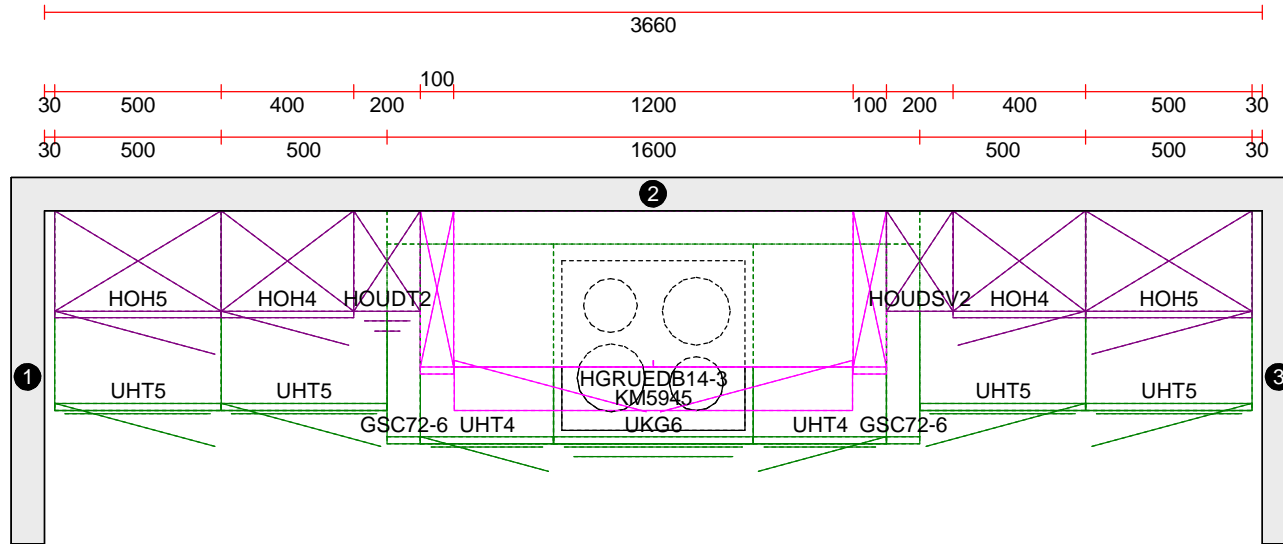 3660
100
30 500 400 200 1200 100 200 400 500 30
30 500 500 1600 500 500 30
2
HOH5 HOH4 HOUDT2 HOUDSV2 HOH4 HOH5
1 HGRUEDB14-3 3
UHT5 UHT5 KM5945 UHT5 UHT5
GSC72-6 UHT4 UKG6 UHT4 GSC72-6